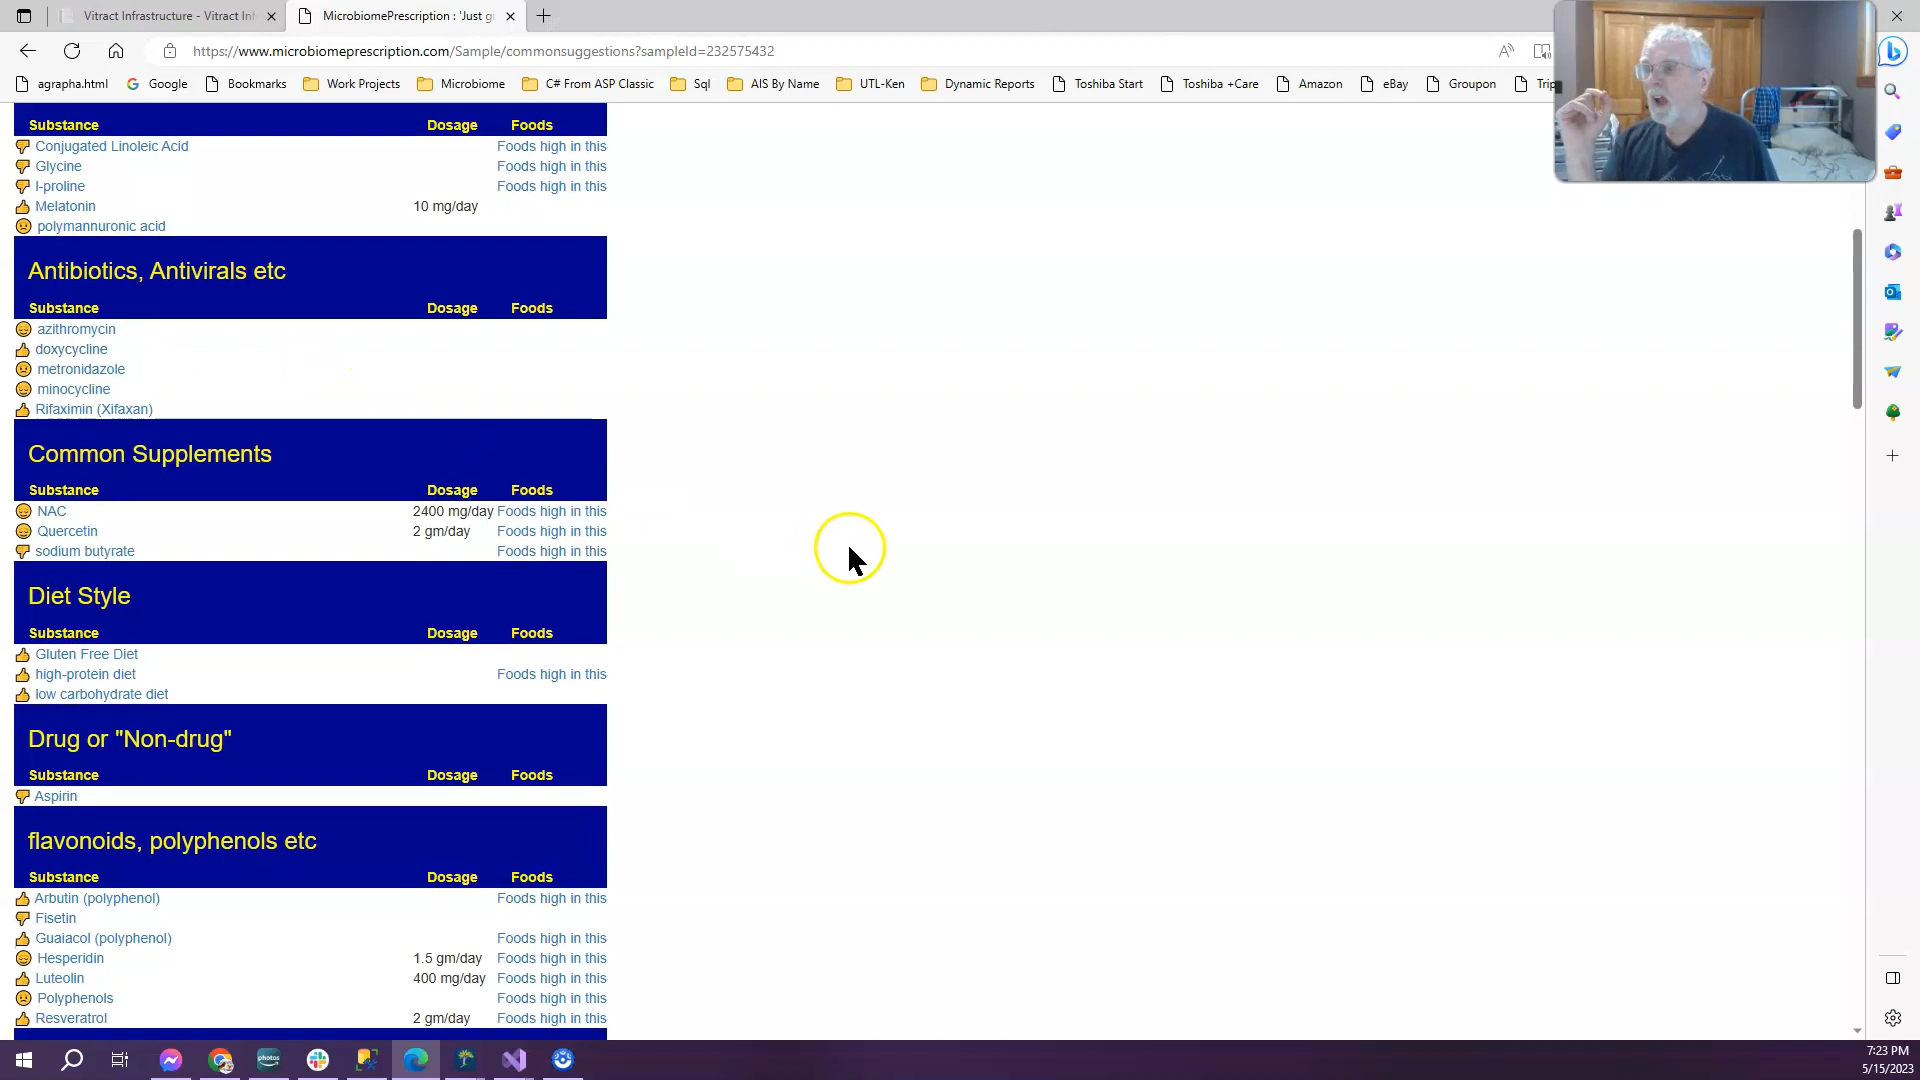 Vitract Infrastructure - Vitract Inf
MicrobiomePrescription : 'Just g
https://www.microbiomeprescription.com/Sample/commonsuggestions?sampleId=232575432
agrapha.html Google Bookmarks Work Projects Microbiome C# From ASP Classic Sql AIS By Name UTL-Ken Dynamic Reports Toshiba Start Toshiba +Care Amazon eBay Groupon Trip
Substance Dosage Foods
Conjugated Linoleic Acid Foods high in this
Glycine Foods high in this
l-proline Foods high in this
Melatonin 10 mg/day
polymannuronic acid
Antibiotics, Antivirals etc
Substance Dosage Foods
azithromycin
doxycycline
metronidazole
minocycline
Rifaximin (Xifaxan)
Common Supplements
Substance Dosage Foods
NAC 2400 mg/day Foods high in this
Quercetin 2 gm/day Foods high in this
sodium butyrate Foods high in this
Diet Style
Substance Dosage Foods
Gluten Free Diet
high-protein diet Foods high in this
low carbohydrate diet
Drug or "Non-drug"
Substance Dosage Foods
Aspirin
flavonoids, polyphenols etc
Substance Dosage Foods
Arbutin (polyphenol) Foods high in this
Fisetin
Guaiacol (polyphenol) Foods high in this
Hesperidin 1.5 gm/day Foods high in this
Luteolin 400 mg/day Foods high in this
Polyphenols Foods high in this
Resveratrol 2 gm/day Foods high in this
photos
7:23 PM
5/15/2023